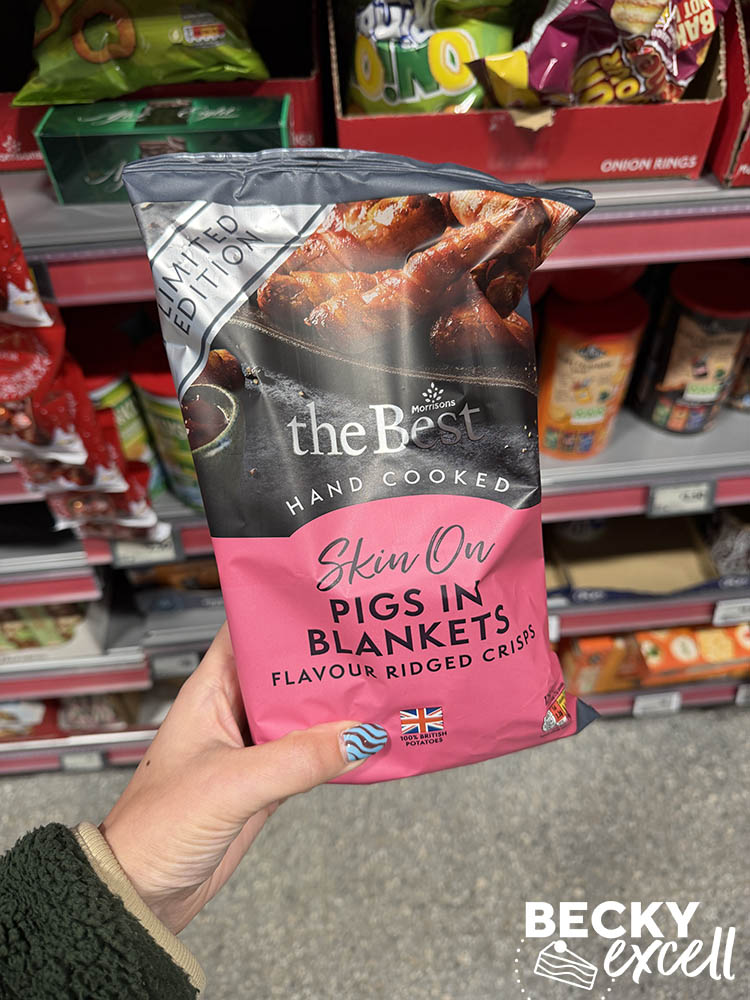 ONION RINGS
LIMITED
EDITION
Morrisons
the Best
HAND COOKED
Skin On
PIGS IN
BLANKETS
FLAVOUR RIDGED CRISPS
100% BRITISH
POTATOES
BECKY
excell